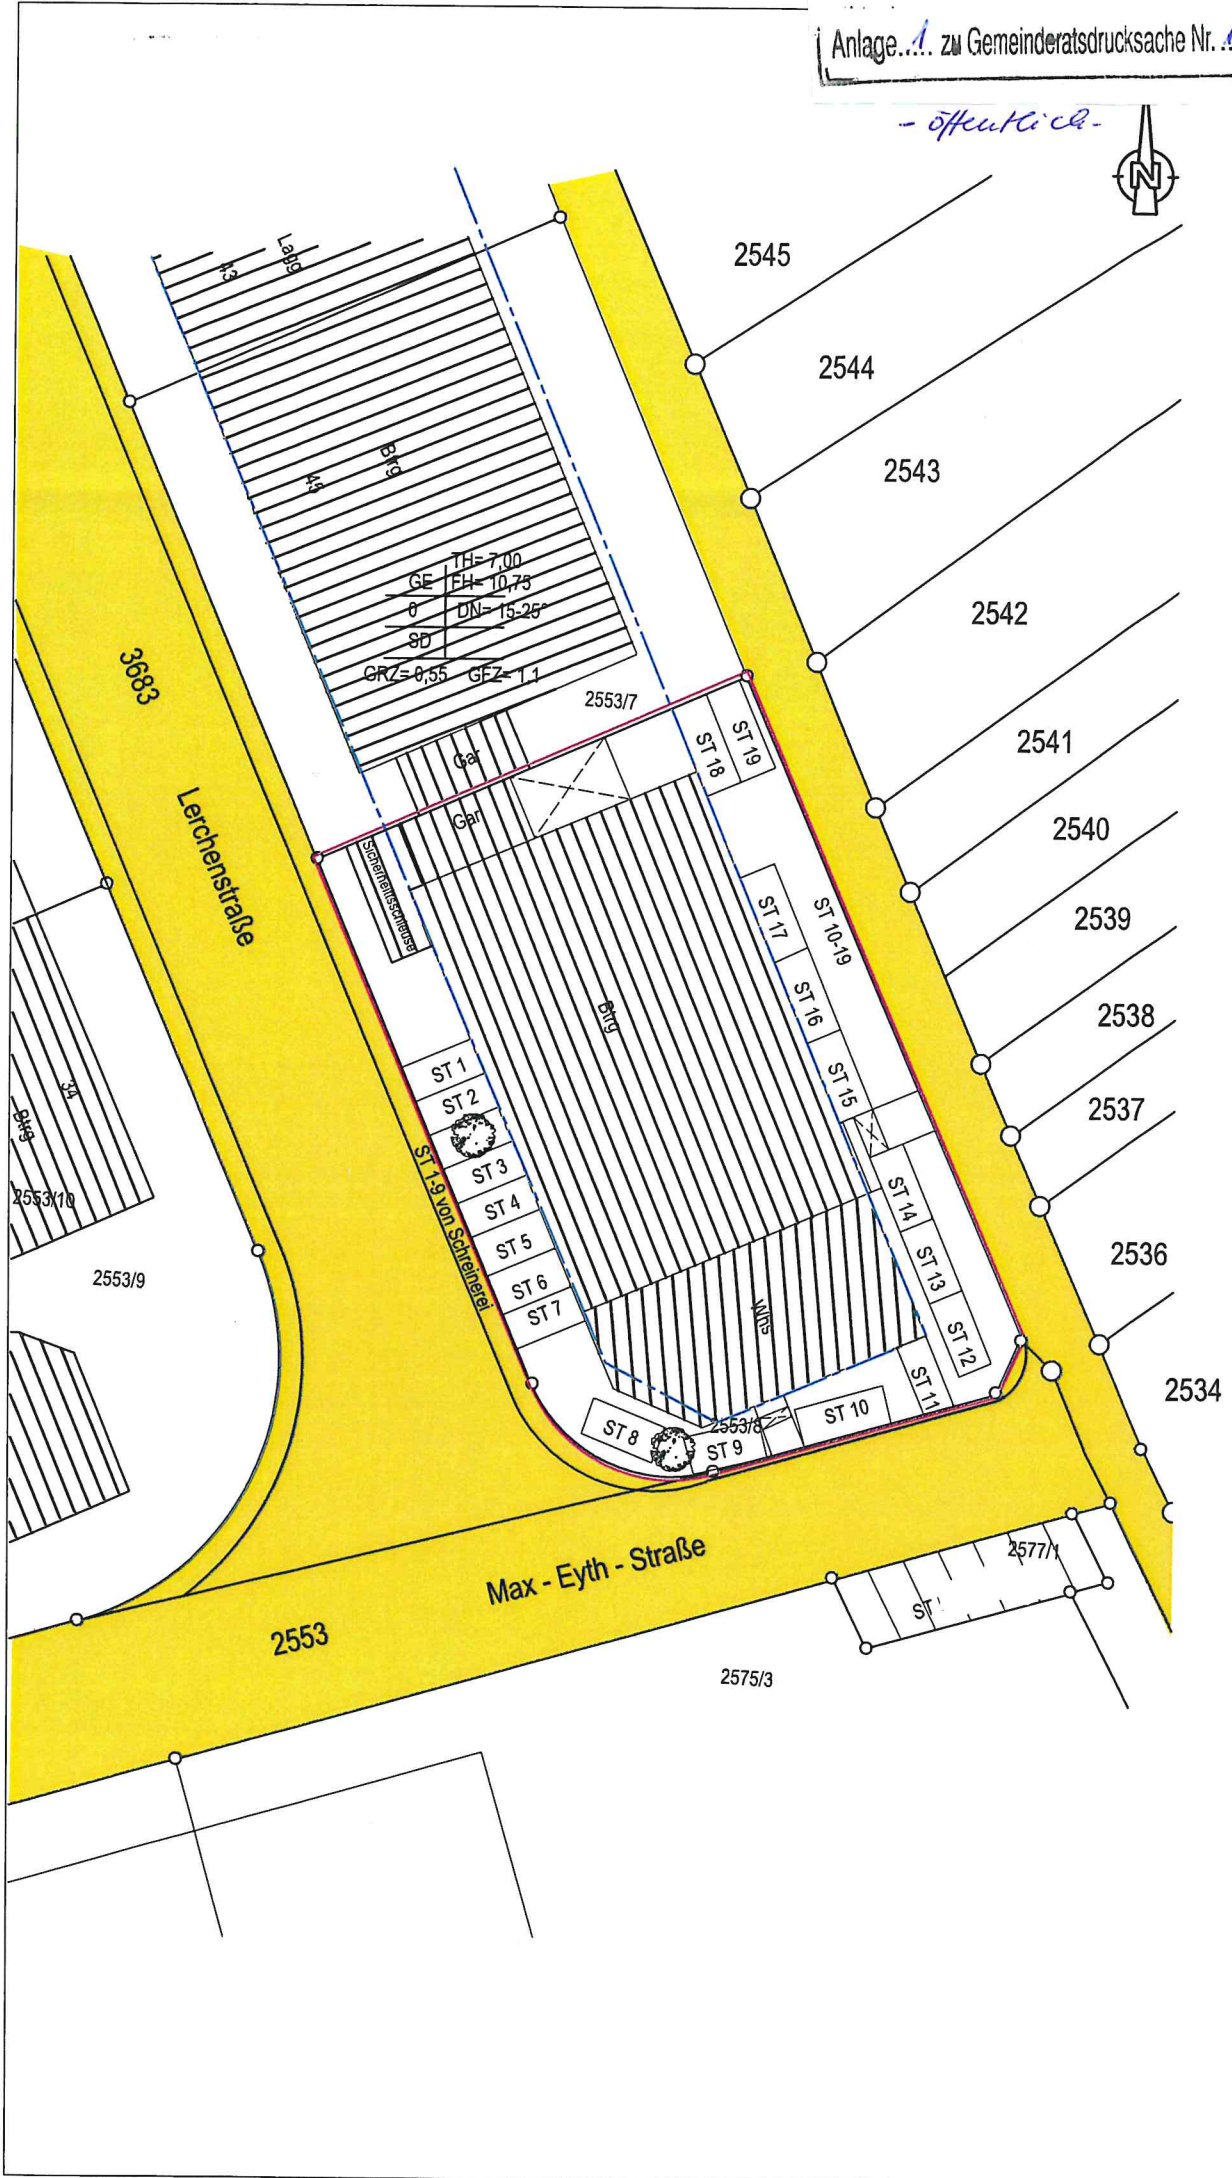 Anlage..1.. zu Gemeinderatsdrucksache Nr. ..
- öffentlich -
N
2545
2544
2543
2542
2541
2540
2539
2538
2537
2536
2534
Lagg
43
Btrg
45
TH= 7,00
GE FH= 10,75
0 DN= 15-25°
SD
GRZ= 0,55 GFZ= 1,1
2553/7
3683
Lerchenstraße
Gar
Gar
Sicherheitsschleuse
ST 18
ST 19
ST 17
ST 10-19
ST 16
ST 15
Btrg
ST 1
ST 2
ST 3
ST 4
ST 5
ST 6
ST 7
ST 1-9 von Schreinerei
ST 14
ST 13
ST 12
ST 11
Whs
ST 8
2553/8
ST 9
ST 10
34
Btrg
2553/10
2553/9
Max - Eyth - Straße
2553
2577/1
ST
2575/3